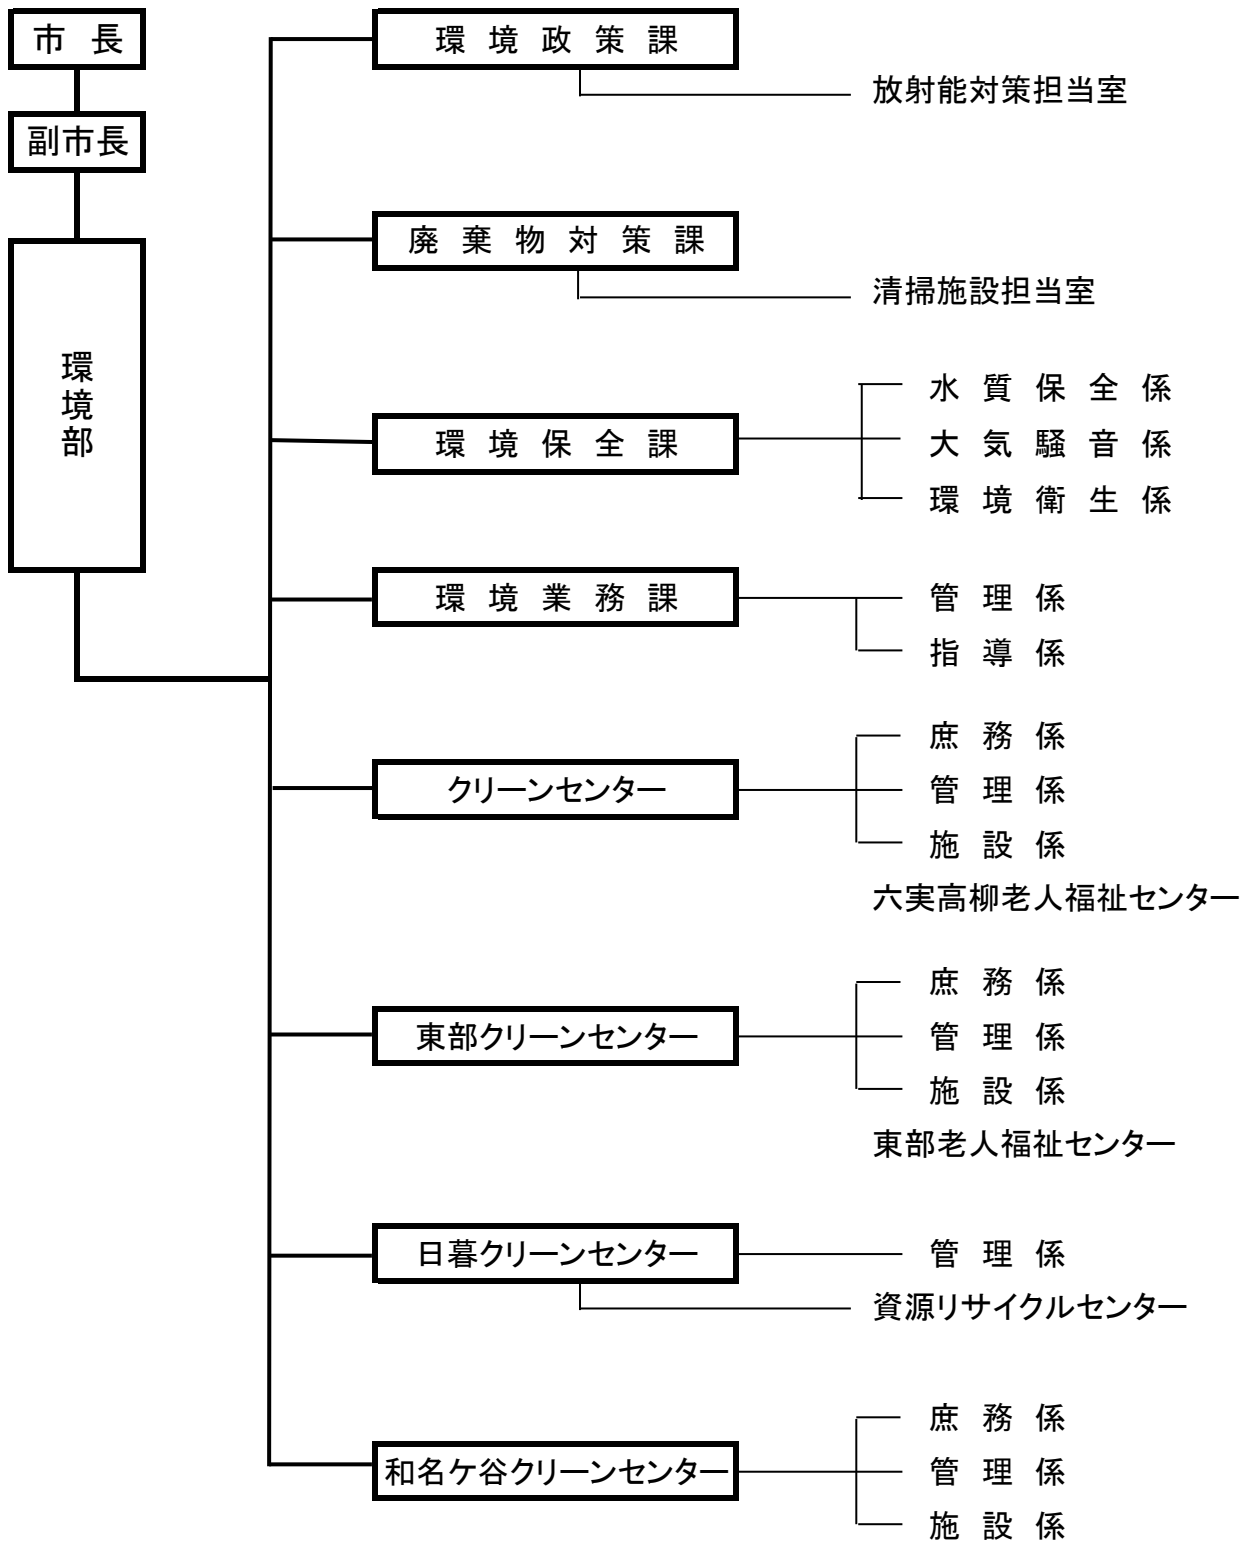 市長
副市長
環境部
環境政策課
放射能対策担当室
廃棄物対策課
清掃施設担当室
環境保全課
水質保全係
大気騒音係
環境衛生係
環境業務課
管理係
指導係
クリーンセンター
庶務係
管理係
施設係
六実高柳老人福祉センター
東部クリーンセンター
庶務係
管理係
施設係
東部老人福祉センター
日暮クリーンセンター
管理係
資源リサイクルセンター
和名ケ谷クリーンセンター
庶務係
管理係
施設係